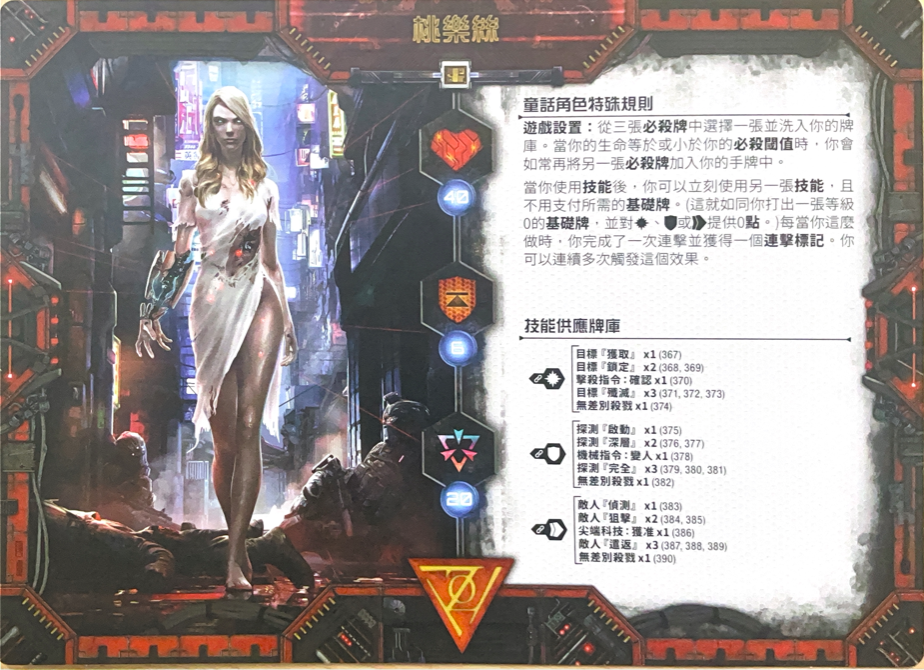 桃樂絲
40
6
20
童話角色特殊規則
遊戲設置：從三張必殺牌中選擇一張並洗入你的牌
庫。當你的生命等於或小於你的必殺閾值時，你會
如常再將另一張必殺牌加入你的手牌中。
當你使用技能後，你可以立刻使用另一張技能，且
不用支付所需的基礎牌。(這就如同你打出一張等級
0的基礎牌，並對、或提供0點。)每當你這麼
做時，你完成了一次連擊並獲得一個連擊標記。你
可以連續多次觸發這個效果。
技能供應牌庫
目標『獲取』 x1 (367)
目標『鎖定』 x2 (368, 369)
擊殺指令：確認 x1 (370)
目標『殲滅』 x3 (371, 372, 373)
無差別殺戮 x1 (374)
探測『啟動』 x1 (375)
探測『深層』 x2 (376, 377)
機械指令：變人 x1 (378)
探測『完全』 x3 (379, 380, 381)
無差別殺戮 x1 (382)
敵人『偵測』 x1 (383)
敵人『狙擊』 x2 (384, 385)
尖端科技：獲准 x1 (386)
敵人『遣返』 x3 (387, 388, 389)
無差別殺戮 x1 (390)